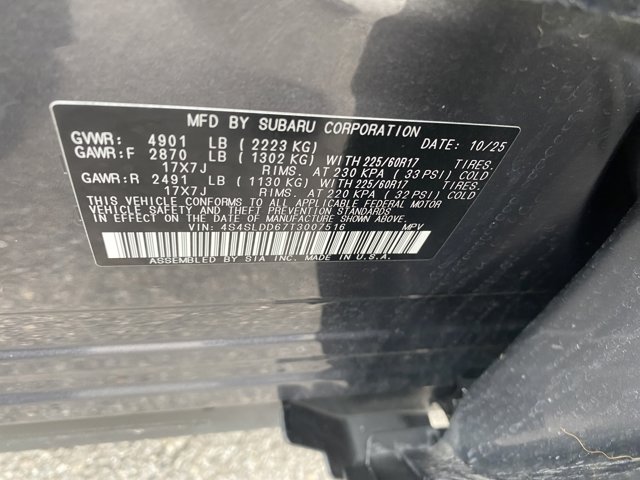 MFD BY SUBARU CORPORATION
GVWR: 4901 LB ( 2223 KG) DATE: 10/25
GAWR:F 2870 LB ( 1302 KG) WITH 225/60R17 TIRES,
17X7J RIMS, AT 230 KPA ( 33 PSI) COLD
GAWR:R 2491 LB ( 1130 KG) WITH 225/60R17 TIRES,
17X7J RIMS, AT 220 KPA ( 32 PSI) COLD
THIS VEHICLE CONFORMS TO ALL APPLICABLE FEDERAL MOTOR
VEHICLE SAFETY AND THEFT PREVENTION STANDARDS
IN EFFECT ON THE DATE OF MANUFACTURE SHOWN ABOVE.
VIN: 4S4SLDD67T3007516 MPV
ASSEMBLED BY SIA INC. MADE IN U.S.A.